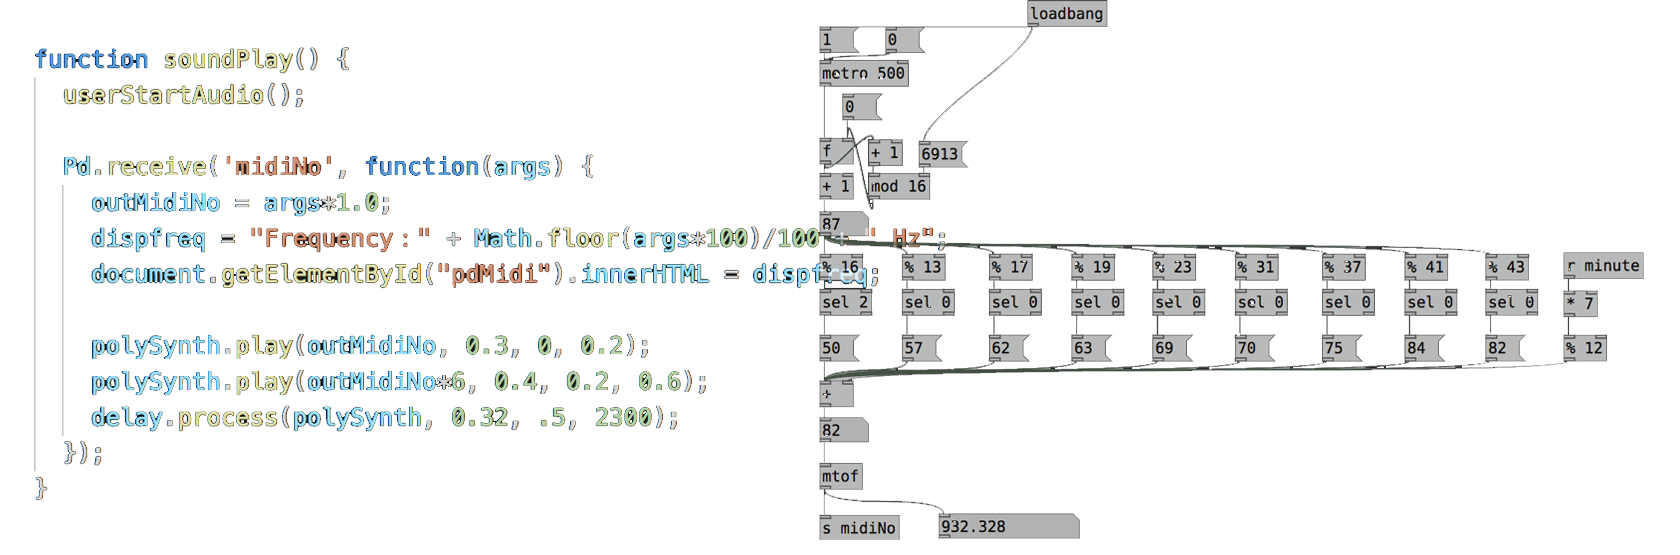 function soundPlay() {
userStartAudio();
Pd.receive('midiNo', function(args) {
outMidiNo = args*1.0;
dispfreq = "Frequency:" + Math.floor(args*100)/100 + " Hz";
document.getElementById("pdMidi").innerHTML = dispfreq;
polySynth.play(outMidiNo, 0.3, 0, 0.2);
polySynth.play(outMidiNo*6, 0.4, 0.2, 0.6);
delay.process(polySynth, 0.32, .5, 2300);
});
}
loadbang
1 0
metro 500
0
f + 1 6913
+ 1 mod 16
87
% 16 % 13 % 17 % 19 % 23 % 31 % 37 % 41 % 43 r minute
sel 2 sel 0 sel 0 sel 0 sel 0 sel 0 sel 0 sel 0 sel 0 * 7
50 57 62 63 69 70 75 84 82 % 12
+
82
mtof
s midiNo 932.328